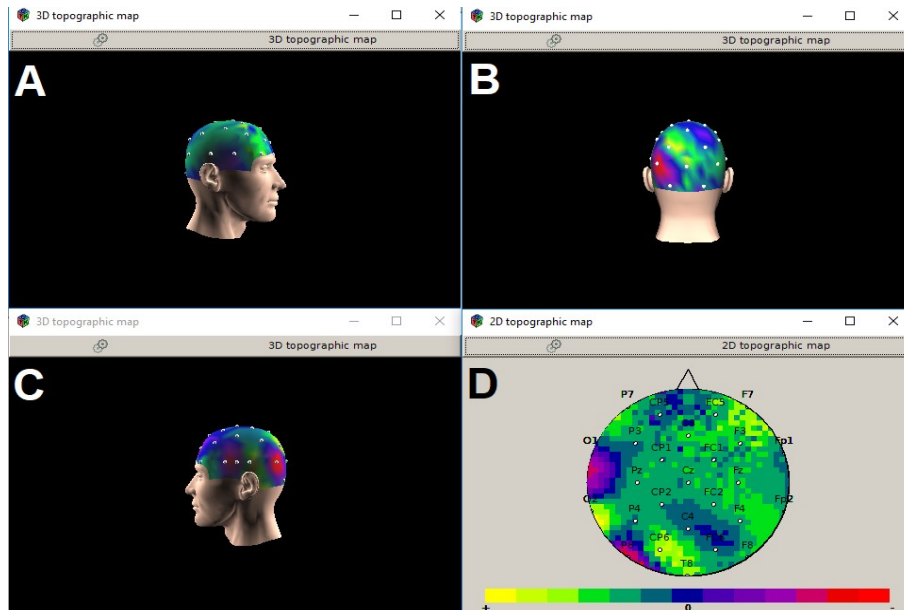 3D topographic map
3D topographic map
A
3D topographic map
3D topographic map
B
3D topographic map
3D topographic map
C
2D topographic map
2D topographic map
D
P7 F7
CP5 FC5
P3 F3
O1 Fp1
CP1 FC1
Pz Cz Fz
O2 CP2 FC2 Fp2
P4 C4 F4
P8 CP6 F8
T8
+ 0 -